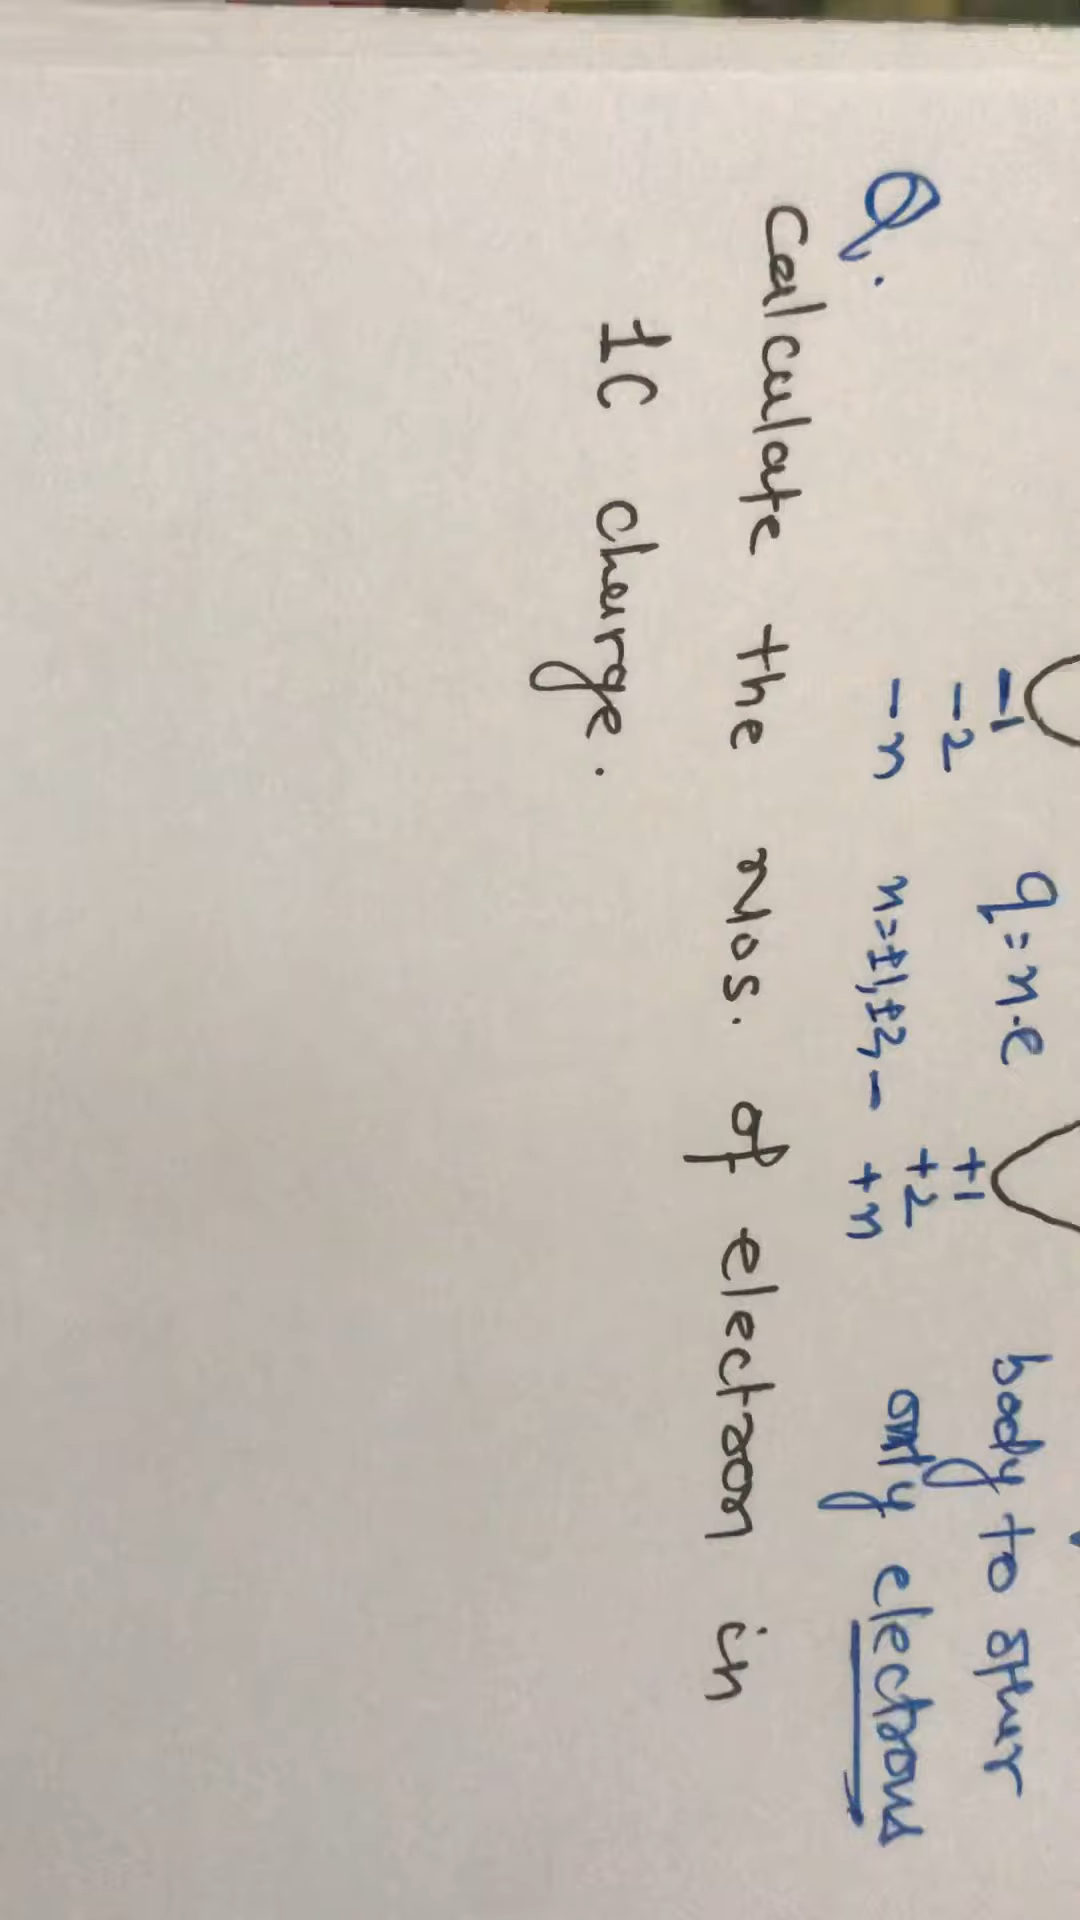 -1 q = n.e +1 body to other
-2 +2
-n n=±1,±2,- +n only electrons
Q.
Calculate the Nos. of electron in
1C charge.